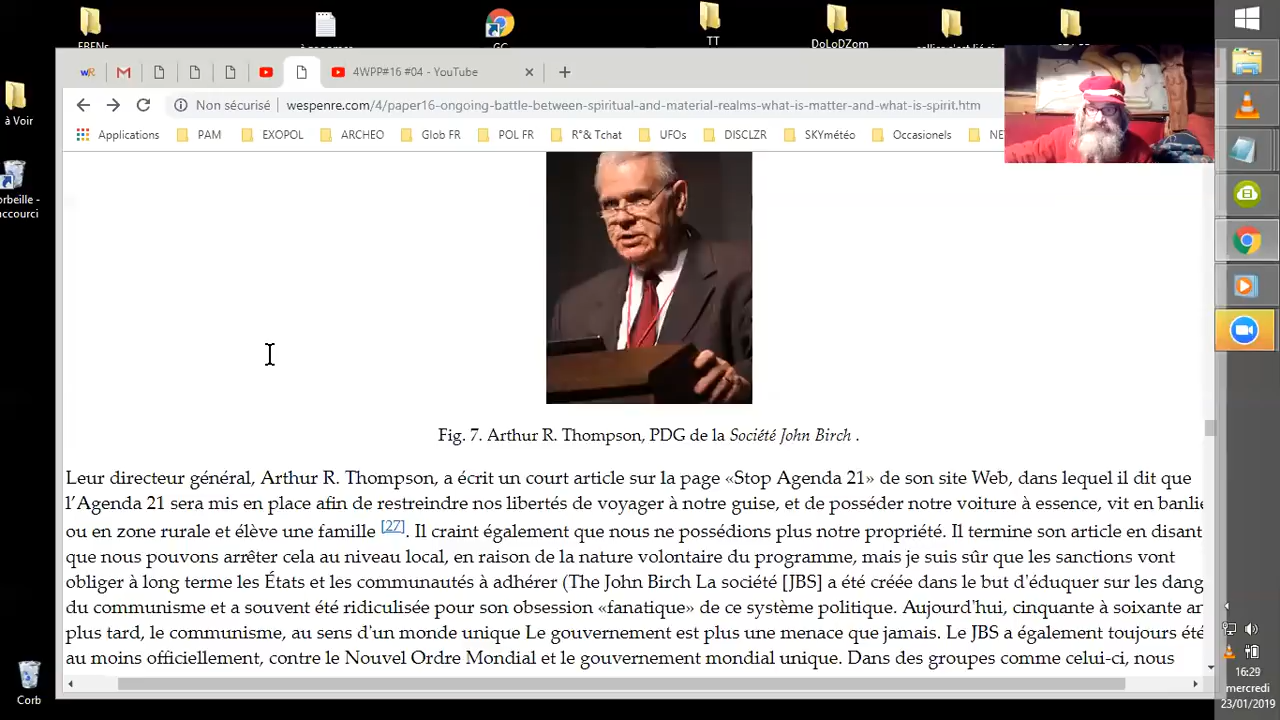 FRENs
GC
TT
DoLoDZom
à Voir
orbeille -
accourci
Corb
WR
4WPP#16 #04 - YouTube
Non sécurisé
wespenre.com/4/paper16-ongoing-battle-between-spiritual-and-material-realms-what-is-matter-and-what-is-spirit.htm
Applications
PAM
EXOPOL
ARCHEO
Glob FR
POL FR
R°& Tchat
UFOs
DISCLZR
SKYmétéo
Occasionels
NE
Fig. 7. Arthur R. Thompson, PDG de la Société John Birch .
Leur directeur général, Arthur R. Thompson, a écrit un court article sur la page «Stop Agenda 21» de son site Web, dans lequel il dit que
l'Agenda 21 sera mis en place afin de restreindre nos libertés de voyager à notre guise, et de posséder notre voiture à essence, vit en banlie
ou en zone rurale et élève une famille [27]. Il craint également que nous ne possédions plus notre propriété. Il termine son article en disant
que nous pouvons arrêter cela au niveau local, en raison de la nature volontaire du programme, mais je suis sûr que les sanctions vont
obliger à long terme les États et les communautés à adhérer (The John Birch La société [JBS] a été créée dans le but d'éduquer sur les dang
du communisme et a souvent été ridiculisée pour son obsession «fanatique» de ce système politique. Aujourd'hui, cinquante à soixante an
plus tard, le communisme, au sens d'un monde unique Le gouvernement est plus une menace que jamais. Le JBS a également toujours été
au moins officiellement, contre le Nouvel Ordre Mondial et le gouvernement mondial unique. Dans des groupes comme celui-ci, nous
16:29
mercredi
23/01/2019